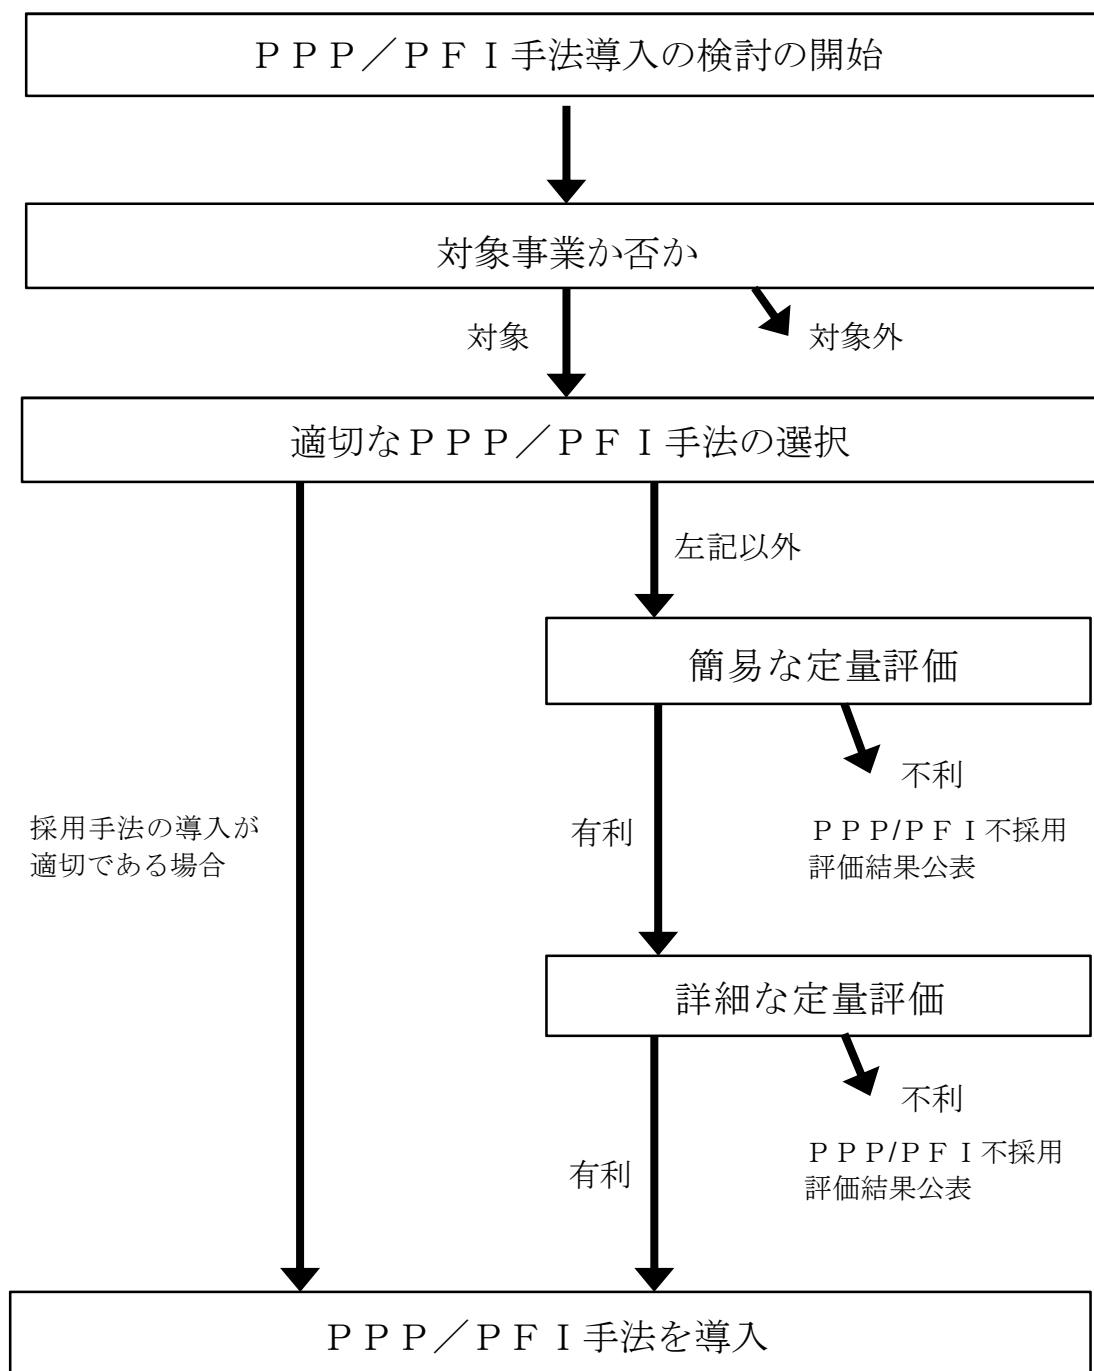 ＰＰＰ／ＰＦＩ手法導入の検討の開始
対象事業か否か
対象
対象外
適切なＰＰＰ／ＰＦＩ手法の選択
左記以外
簡易な定量評価
不利
採用手法の導入が
適切である場合
有利
ＰＰＰ/ＰＦＩ不採用
評価結果公表
詳細な定量評価
不利
有利
ＰＰＰ/ＰＦＩ不採用
評価結果公表
ＰＰＰ／ＰＦＩ手法を導入